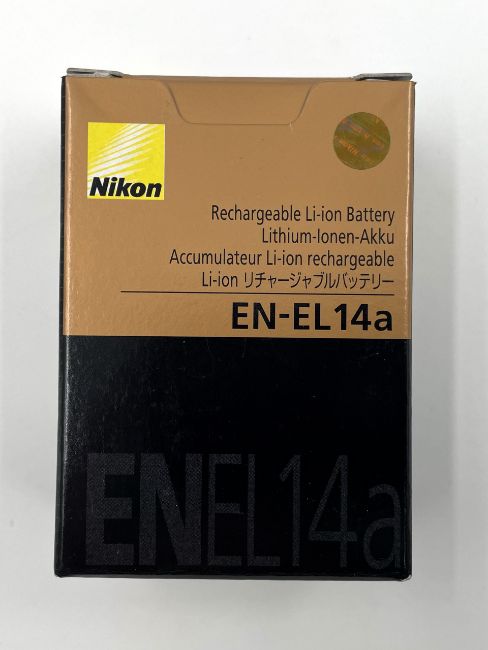 Nikon
Rechargeable Li-ion Battery
Lithium-Ionen-Akku
Accumulateur Li-ion rechargeable
Li-ion リチャージャブルバッテリー
EN-EL14a
ENEL14a